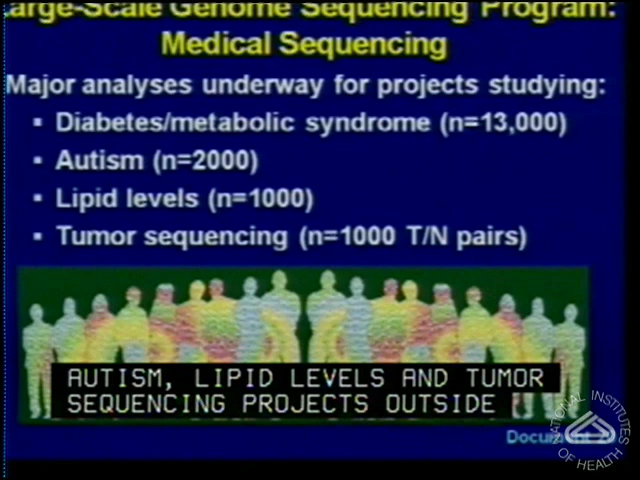 arge-Scale Genome Sequencing Program:
Medical Sequencing
Major analyses underway for projects studying:
▪ Diabetes/metabolic syndrome (n=13,000)
▪ Autism (n=2000)
▪ Lipid levels (n=1000)
▪ Tumor sequencing (n=1000 T/N pairs)
AUTISM, LIPID LEVELS AND TUMOR
SEQUENCING PROJECTS OUTSIDE
Document
NATIONAL INSTITUTES
OF HEALTH